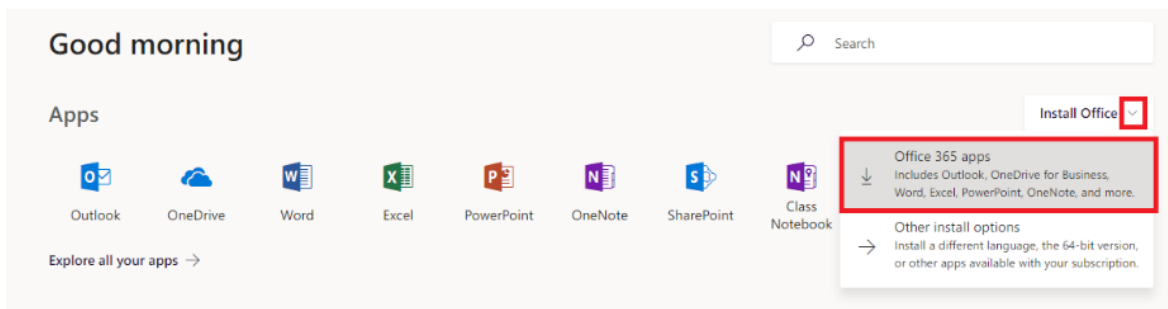 Good morning
Search
Apps
Install Office
Office 365 apps
Includes Outlook, OneDrive for Business,
Word, Excel, PowerPoint, OneNote, and more.
Outlook
OneDrive
Word
Excel
PowerPoint
OneNote
SharePoint
Class
Notebook
Other install options
Install a different language, the 64-bit version,
or other apps available with your subscription.
Explore all your apps →